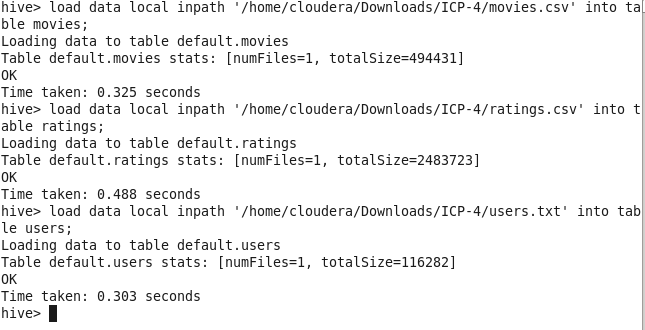 hive> load data local inpath '/home/cloudera/Downloads/ICP-4/movies.csv' into ta
ble movies;
Loading data to table default.movies
Table default.movies stats: [numFiles=1, totalSize=494431]
OK
Time taken: 0.325 seconds
hive> load data local inpath '/home/cloudera/Downloads/ICP-4/ratings.csv' into t
able ratings;
Loading data to table default.ratings
Table default.ratings stats: [numFiles=1, totalSize=2483723]
OK
Time taken: 0.488 seconds
hive> load data local inpath '/home/cloudera/Downloads/ICP-4/users.txt' into tab
le users;
Loading data to table default.users
Table default.users stats: [numFiles=1, totalSize=116282]
OK
Time taken: 0.303 seconds
hive>